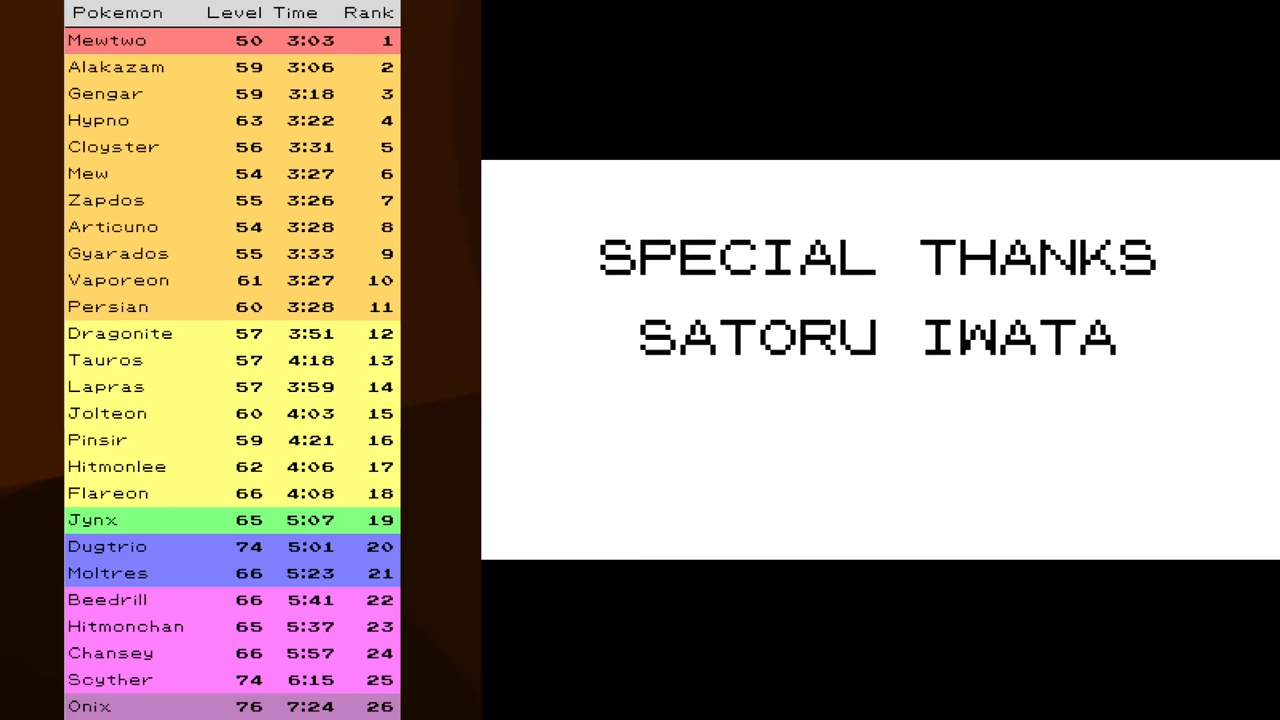 Pokemon Level Time Rank
Mewtwo 50 3:03 1
Alakazam 59 3:06 2
Gengar 59 3:18 3
Hypno 63 3:22 4
Cloyster 56 3:31 5
Mew 54 3:27 6
Zapdos 55 3:26 7
Articuno 54 3:28 8
Gyarados 55 3:33 9
Vaporeon 61 3:27 10
Persian 60 3:28 11
Dragonite 57 3:51 12
Tauros 57 4:18 13
Lapras 57 3:59 14
Jolteon 60 4:03 15
Pinsir 59 4:21 16
Hitmonlee 62 4:06 17
Flareon 66 4:08 18
Jynx 65 5:07 19
Dugtrio 74 5:01 20
Moltres 66 5:23 21
Beedrill 66 5:41 22
Hitmonchan 65 5:37 23
Chansey 66 5:57 24
Scyther 74 6:15 25
Onix 76 7:24 26
SPECIAL THANKS
SATORU IWATA